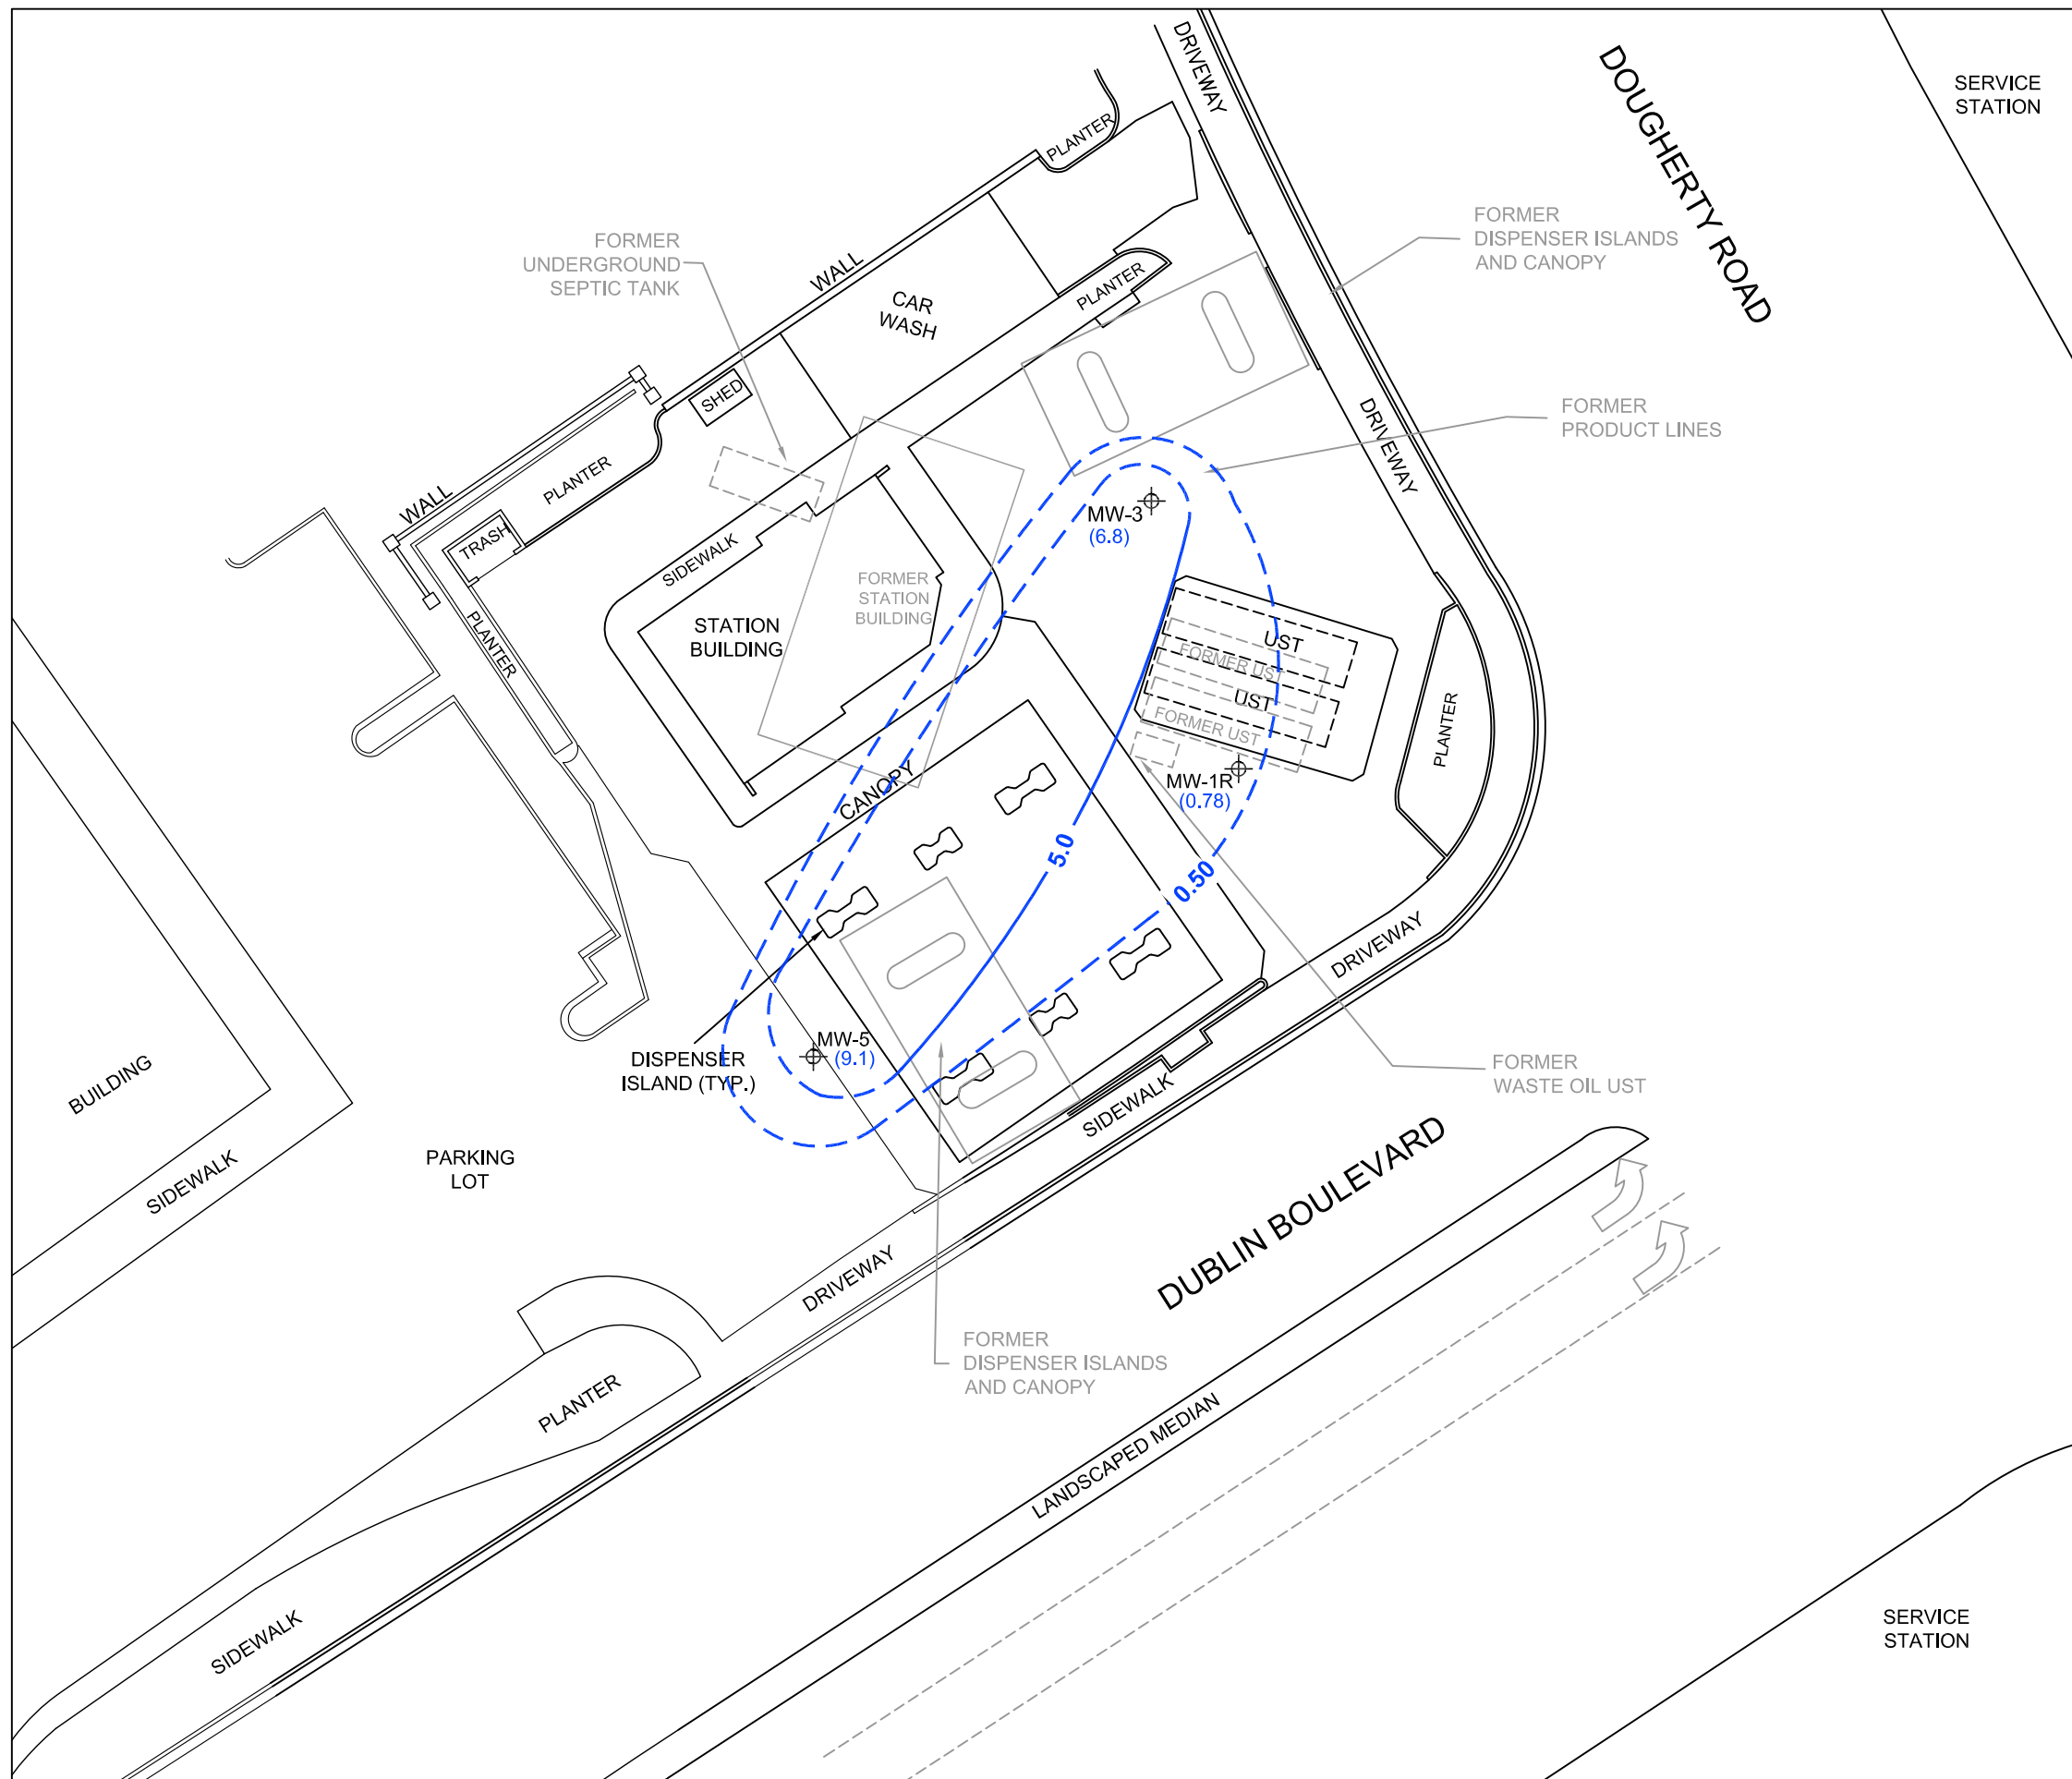 DRIVEWAY
DOUGHERTY ROAD
SERVICE
STATION
PLANTER
FORMER
DISPENSER ISLANDS
AND CANOPY
FORMER
UNDERGROUND
SEPTIC TANK
WALL
CAR
WASH
PLANTER
SHED
FORMER
PRODUCT LINES
DRIVEWAY
WALL
PLANTER
TRASH
MW-3
(6.8)
SIDEWALK
FORMER
STATION
BUILDING
STATION
BUILDING
PLANTER
UST
FORMER UST
UST
FORMER UST
PLANTER
MW-1R
(0.78)
CANOPY
5.0
0.50
DRIVEWAY
MW-5
(9.1)
DISPENSER
ISLAND (TYP.)
FORMER
WASTE OIL UST
BUILDING
SIDEWALK
SIDEWALK
PARKING
LOT
DUBLIN BOULEVARD
DRIVEWAY
FORMER
DISPENSER ISLANDS
AND CANOPY
PLANTER
LANDSCAPED MEDIAN
SIDEWALK
SERVICE
STATION